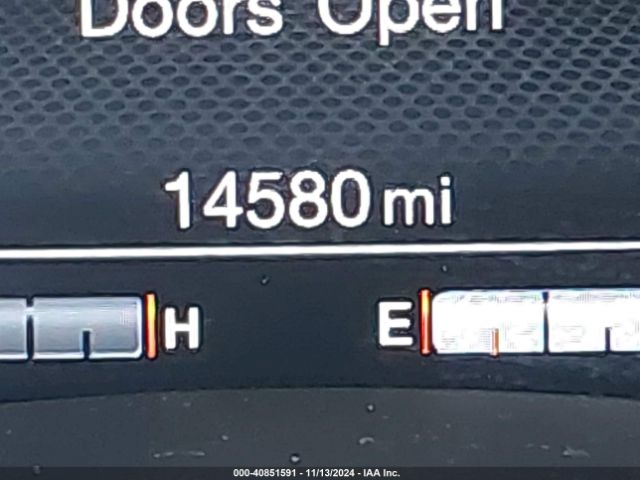 Doors Open
14580 mi
H E
000-40851591 - 11/13/2024 - IAA Inc.